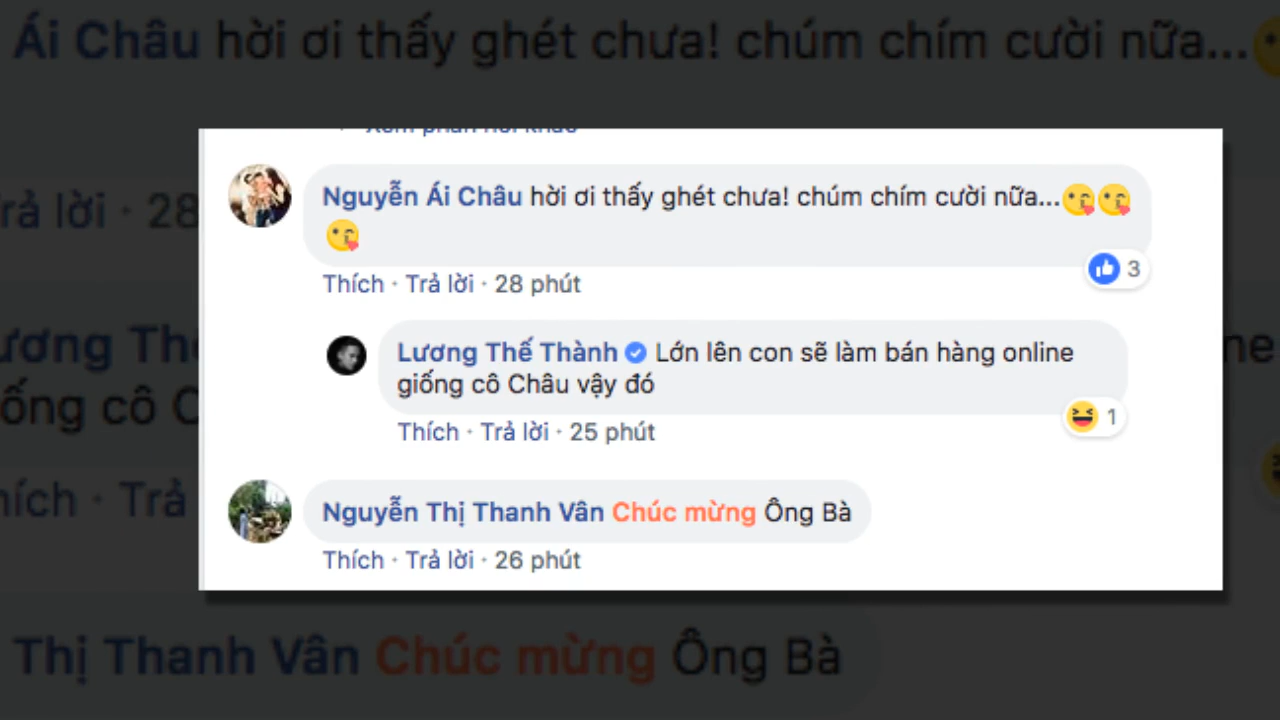 Ái Châu hời ơi thấy ghét chưa! chúm chím cười nữa...
Nguyễn Ái Châu hời ơi thấy ghét chưa! chúm chím cười nữa...😘😘
😘
Thích · Trả lời · 28 phút
3
Lương Thế Thành Lớn lên con sẽ làm bán hàng online
giống cô Châu vậy đó
1
Thích · Trả lời · 25 phút
Nguyễn Thị Thanh Vân Chúc mừng Ông Bà
Thích · Trả lời · 26 phút
Thị Thanh Vân Chúc mừng Ông Bà